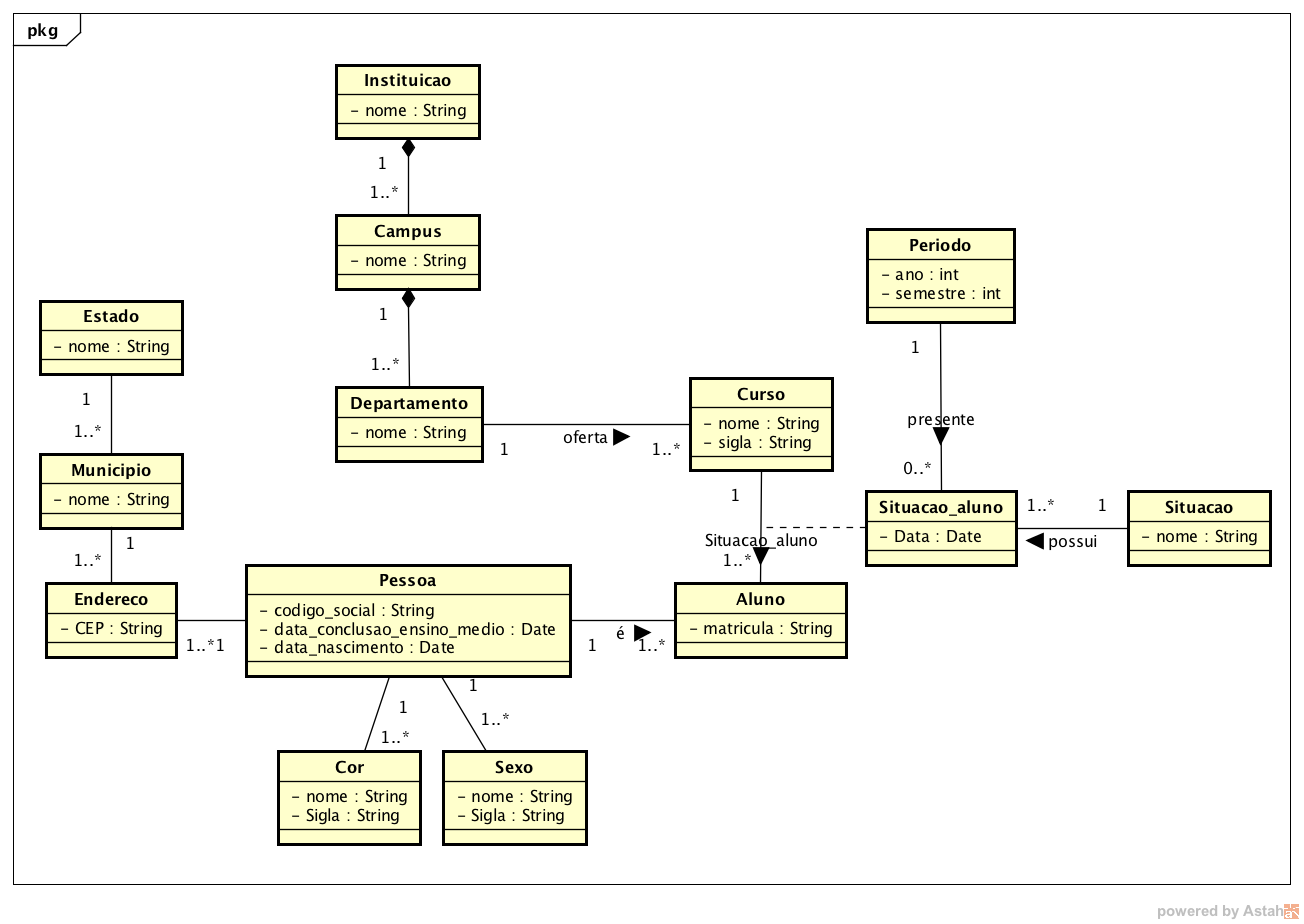 pkg
Instituicao
- nome : String
1
1..*
Campus
- nome : String
1
1..*
Periodo
- ano : int
- semestre : int
1
presente
0..*
Estado
- nome : String
1
1..*
Departamento
- nome : String
1
oferta
1..*
Curso
- nome : String
- sigla : String
1
Situacao_aluno
1..*
Municipio
- nome : String
1
1..*
Situacao_aluno
- Data : Date
1..*
1
possui
Situacao
- nome : String
Endereco
- CEP : String
1..*
1
Pessoa
- codigo_social : String
- data_conclusao_ensino_medio : Date
- data_nascimento : Date
1
é
1..*
Aluno
- matricula : String
1
1..*
1
1..*
Cor
- nome : String
- Sigla : String
Sexo
- nome : String
- Sigla : String
powered by Astah